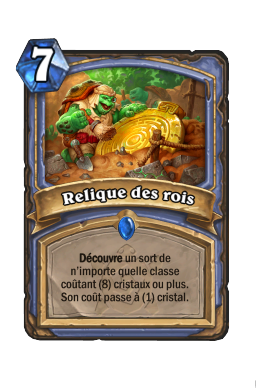 7
Relique des rois
Découvre un sort de
n'importe quelle classe
coûtant (8) cristaux ou plus.
Son coût passe à (1) cristal.